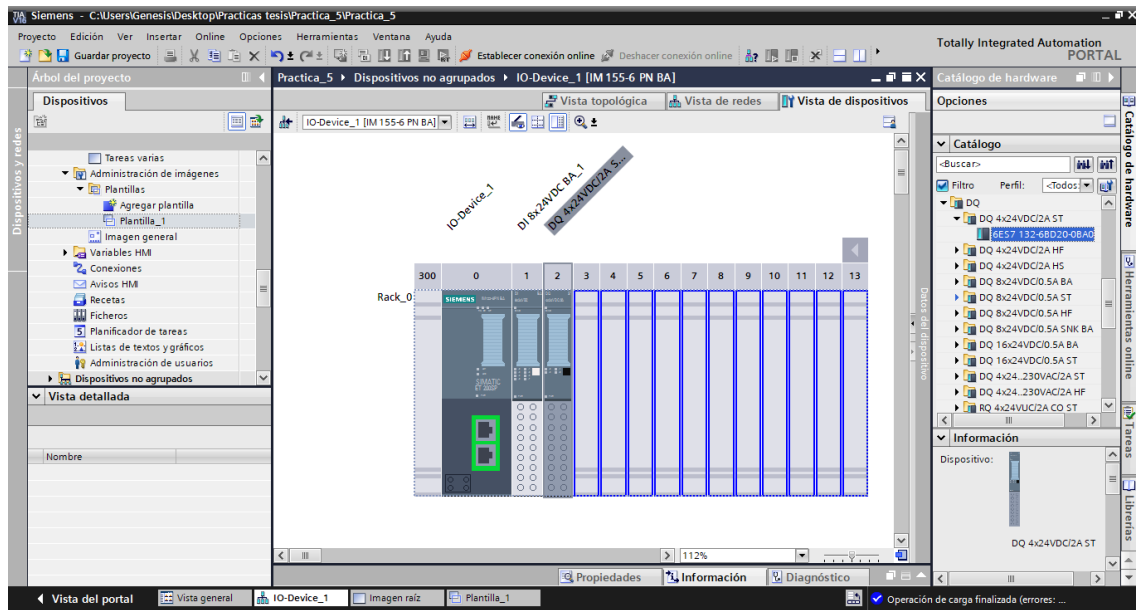 Siemens - C:\Users\Genesis\Desktop\Practicas tesis\Practica_5\Practica_5
Proyecto Edición Ver Insertar Online Opciones Herramientas Ventana Ayuda
Guardar proyecto
Establecer conexión online
Deshacer conexión online
Totally Integrated Automation
PORTAL
Árbol del proyecto
Dispositivos
Dispositivos y redes
Tareas varias
Administración de imágenes
Plantillas
Agregar plantilla
Plantilla_1
Imagen general
Variables HMI
Conexiones
Avisos HMI
Recetas
Ficheros
Planificador de tareas
Listas de textos y gráficos
Administración de usuarios
Dispositivos no agrupados
Vista detallada
Nombre
Practica_5 Dispositivos no agrupados IO-Device_1 [IM 155-6 PN BA]
Vista topológica
Vista de redes
Vista de dispositivos
IO-Device_1 [IM 155-6 PN BA]
IO-Device_1
DI 8x24VDC BA_1
DQ 4x24VDC/2A S...
300 0 1 2 3 4 5 6 7 8 9 10 11 12 13
Rack_0
SIEMENS
SIMATIC
ET 200SP
Datos del dispositivo
112%
Propiedades
Información
Diagnóstico
Catálogo de hardware
Opciones
Catálogo
<Buscar>
Filtro Perfil: <Todos>
DQ
DQ 4x24VDC/2A ST
6ES7 132-6BD20-0BA0
DQ 4x24VDC/2A HF
DQ 4x24VDC/2A HS
DQ 8x24VDC/0.5A BA
DQ 8x24VDC/0.5A ST
DQ 8x24VDC/0.5A HF
DQ 8x24VDC/0.5A SNK BA
DQ 16x24VDC/0.5A BA
DQ 16x24VDC/0.5A ST
DQ 4x24..230VAC/2A ST
DQ 4x24..230VAC/2A HF
RQ 4x24VUC/2A CO ST
Información
Dispositivo:
DQ 4x24VDC/2A ST
Catálogo de hardware
Herramientas online
Tareas
Librerías
Vista del portal
Vista general
IO-Device_1
Imagen raíz
Plantilla_1
Operación de carga finalizada (errores: ...